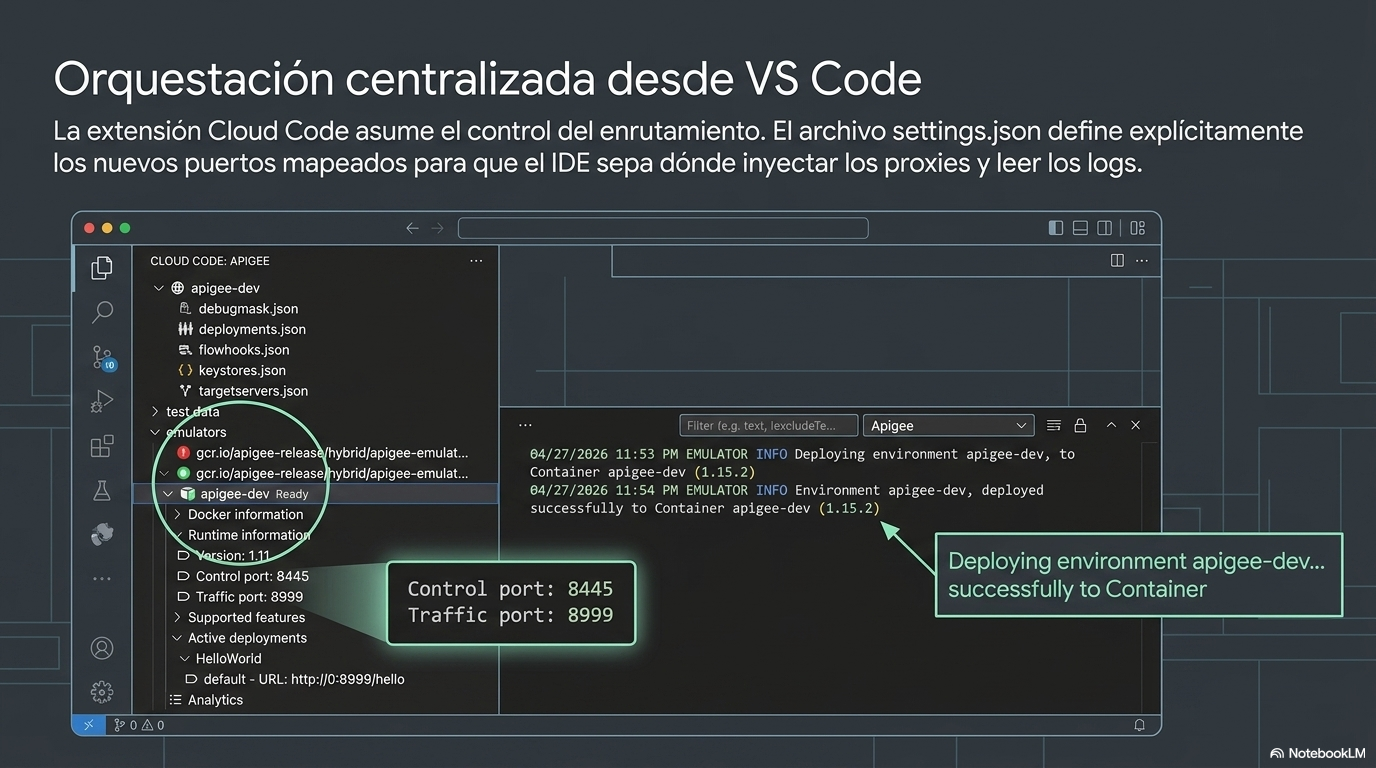 Orquestación centralizada desde VS Code
La extensión Cloud Code asume el control del enrutamiento. El archivo settings.json define explícitamente
los nuevos puertos mapeados para que el IDE sepa dónde inyectar los proxies y leer los logs.
CLOUD CODE: APIGEE
apigee-dev
debugmask.json
deployments.json
flowhooks.json
keystores.json
targetservers.json
test data
emulators
gcr.io/apigee-release/hybrid/apigee-emulat...
gcr.io/apigee-release/hybrid/apigee-emulat...
apigee-dev Ready
Docker information
Runtime information
Version: 1.11
Control port: 8445
Traffic port: 8999
Supported features
Active deployments
HelloWorld
default - URL: http://0:8999/hello
Analytics
0 0
Control port: 8445
Traffic port: 8999
Filter (e.g. text, !excludeTe...
Apigee
04/27/2026 11:53 PM EMULATOR INFO Deploying environment apigee-dev, to
Container apigee-dev (1.15.2)
04/27/2026 11:54 PM EMULATOR INFO Environment apigee-dev, deployed
successfully to Container apigee-dev (1.15.2)
Deploying environment apigee-dev...
successfully to Container
NotebookLM